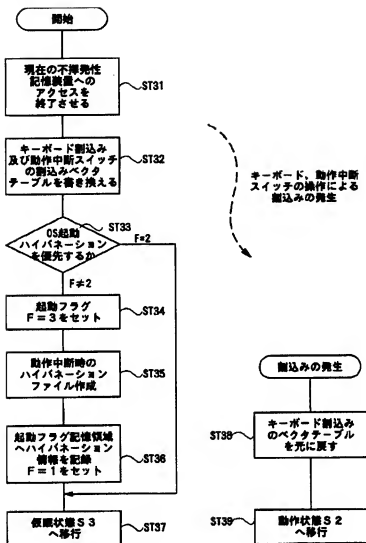 開始
現在の不揮発性
記憶装置への
アクセスを
終了させる
ST31
キーボード割込み
及び動作中断スイッチ
の割込みベクタ
テーブルを書き換える
ST32
キーボード、動作中断
スイッチの操作による
割込みの発生
ST33
OS起動
ハイバネーション
を優先するか
F=2
F≠2
起動フラグ
F=3をセット
ST34
動作中断時の
ハイバネーション
ファイル作成
ST35
起動フラグ記憶領域
へハイバネーション
情報を記録
F=1をセット
ST36
仮眠状態S3
へ移行
ST37
割込みの発生
ST38
キーボード割込み
のベクタテーブル
を元に戻す
ST39
動作状態S2
へ移行